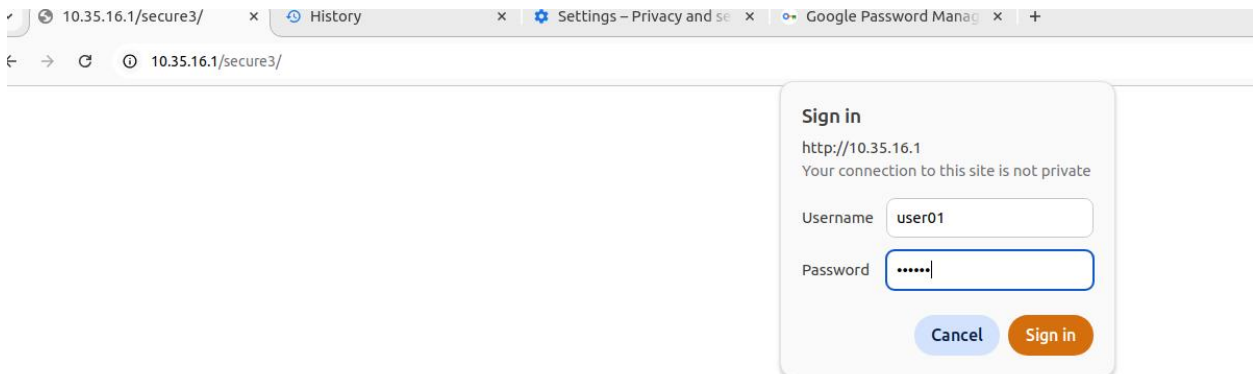 10.35.16.1/secure3/
History
Settings – Privacy and se
Google Password Manag
10.35.16.1/secure3/
Sign in
http://10.35.16.1
Your connection to this site is not private
Username user01
Password ••••••
Cancel Sign in